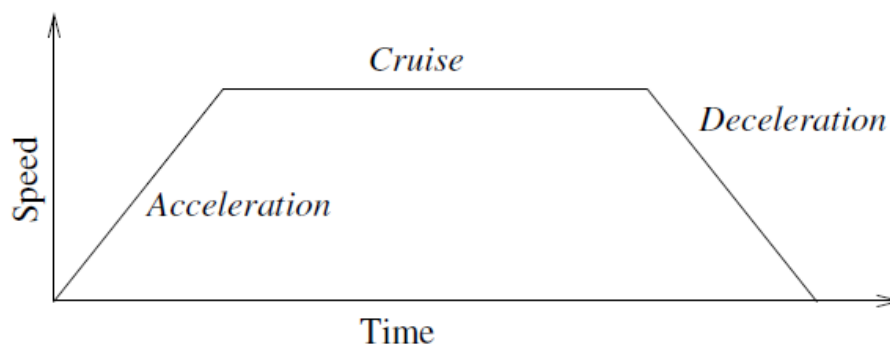 Cruise
Deceleration
Speed
Acceleration
Time